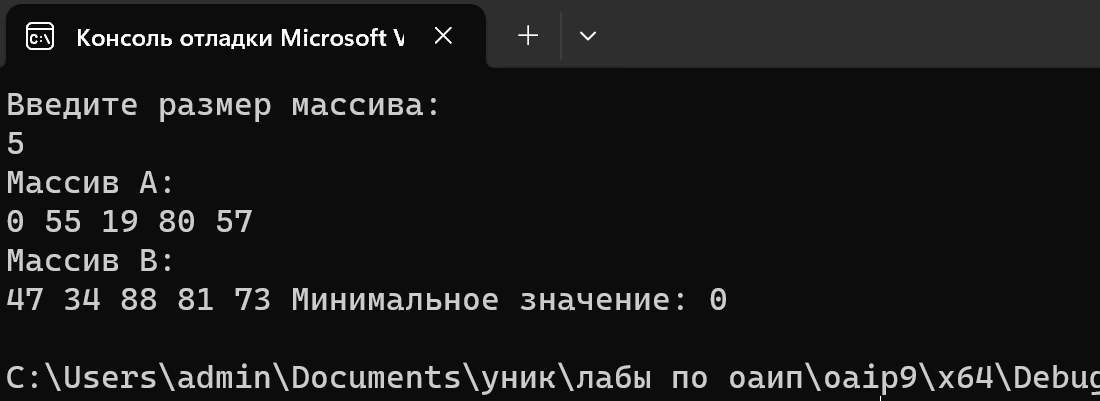 C:\ Консоль отладки Microsoft V
Введите размер массива:
5
Массив A:
0 55 19 80 57
Массив B:
47 34 88 81 73 Минимальное значение: 0
C:\Users\admin\Documents\уник\лабы по оаип\oaip9\x64\Debug